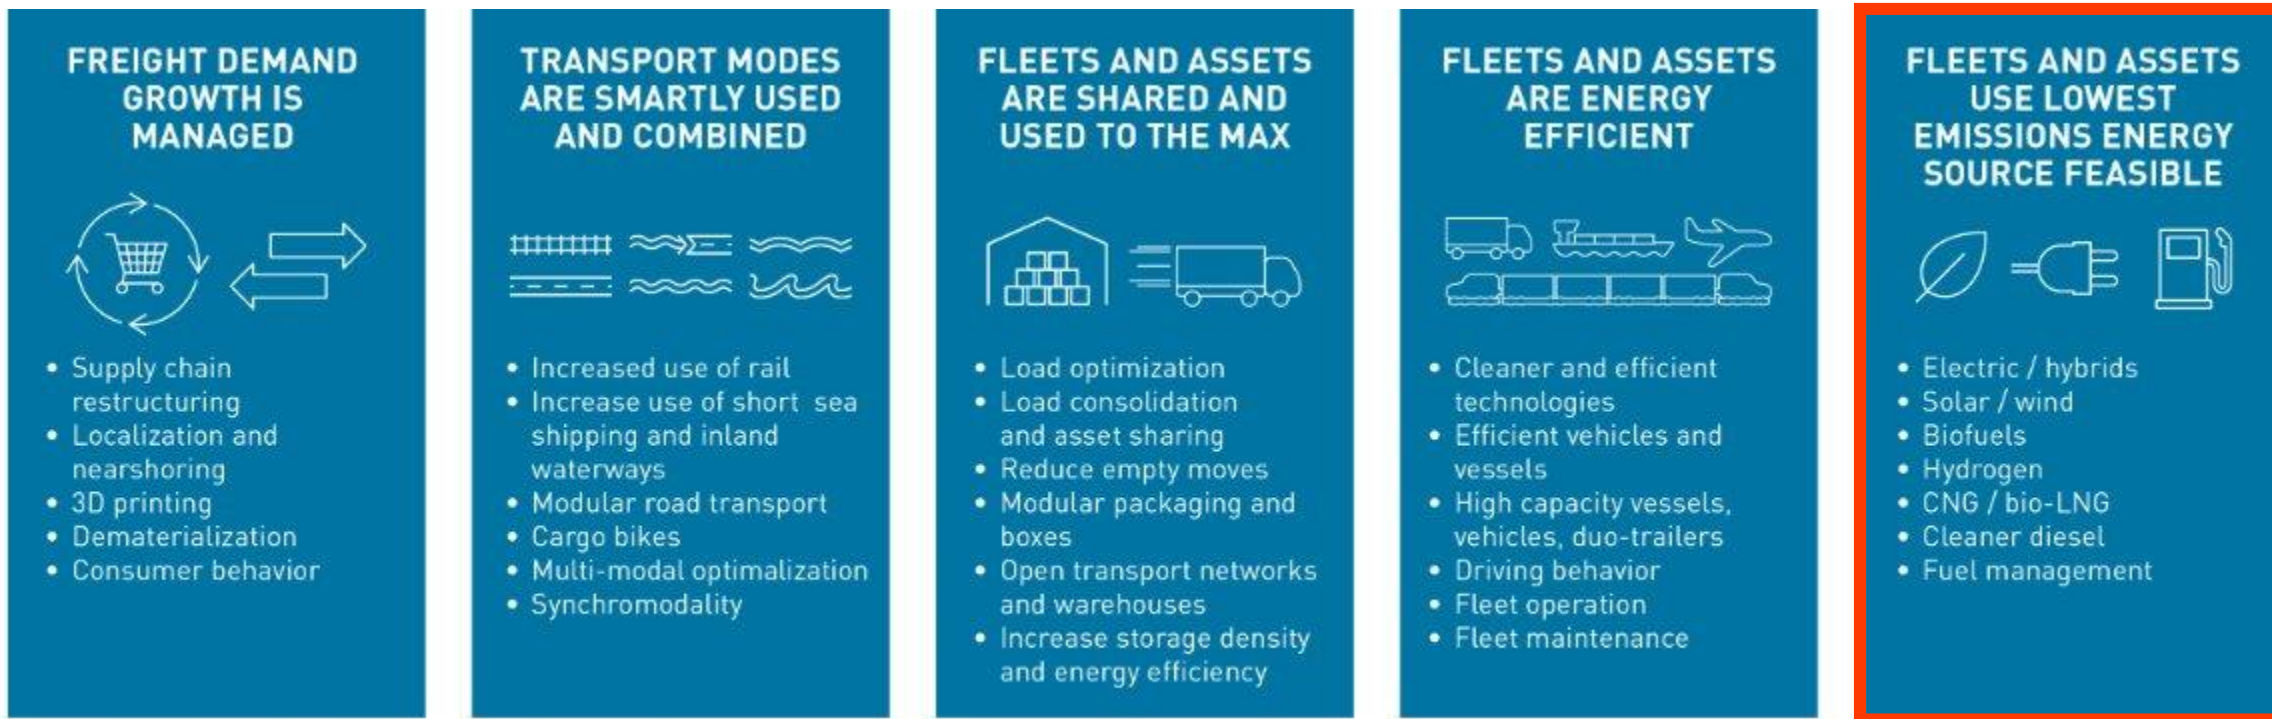 FREIGHT DEMAND
GROWTH IS
MANAGED
• Supply chain
restructuring
• Localization and
nearshoring
• 3D printing
• Dematerialization
• Consumer behavior
TRANSPORT MODES
ARE SMARTLY USED
AND COMBINED
• Increased use of rail
• Increase use of short sea
shipping and inland
waterways
• Modular road transport
• Cargo bikes
• Multi-modal optimalization
• Synchromodality
FLEETS AND ASSETS
ARE SHARED AND
USED TO THE MAX
• Load optimization
• Load consolidation
and asset sharing
• Reduce empty moves
• Modular packaging and
boxes
• Open transport networks
and warehouses
• Increase storage density
and energy efficiency
FLEETS AND ASSETS
ARE ENERGY
EFFICIENT
• Cleaner and efficient
technologies
• Efficient vehicles and
vessels
• High capacity vessels,
vehicles, duo-trailers
• Driving behavior
• Fleet operation
• Fleet maintenance
FLEETS AND ASSETS
USE LOWEST
EMISSIONS ENERGY
SOURCE FEASIBLE
• Electric / hybrids
• Solar / wind
• Biofuels
• Hydrogen
• CNG / bio-LNG
• Cleaner diesel
• Fuel management